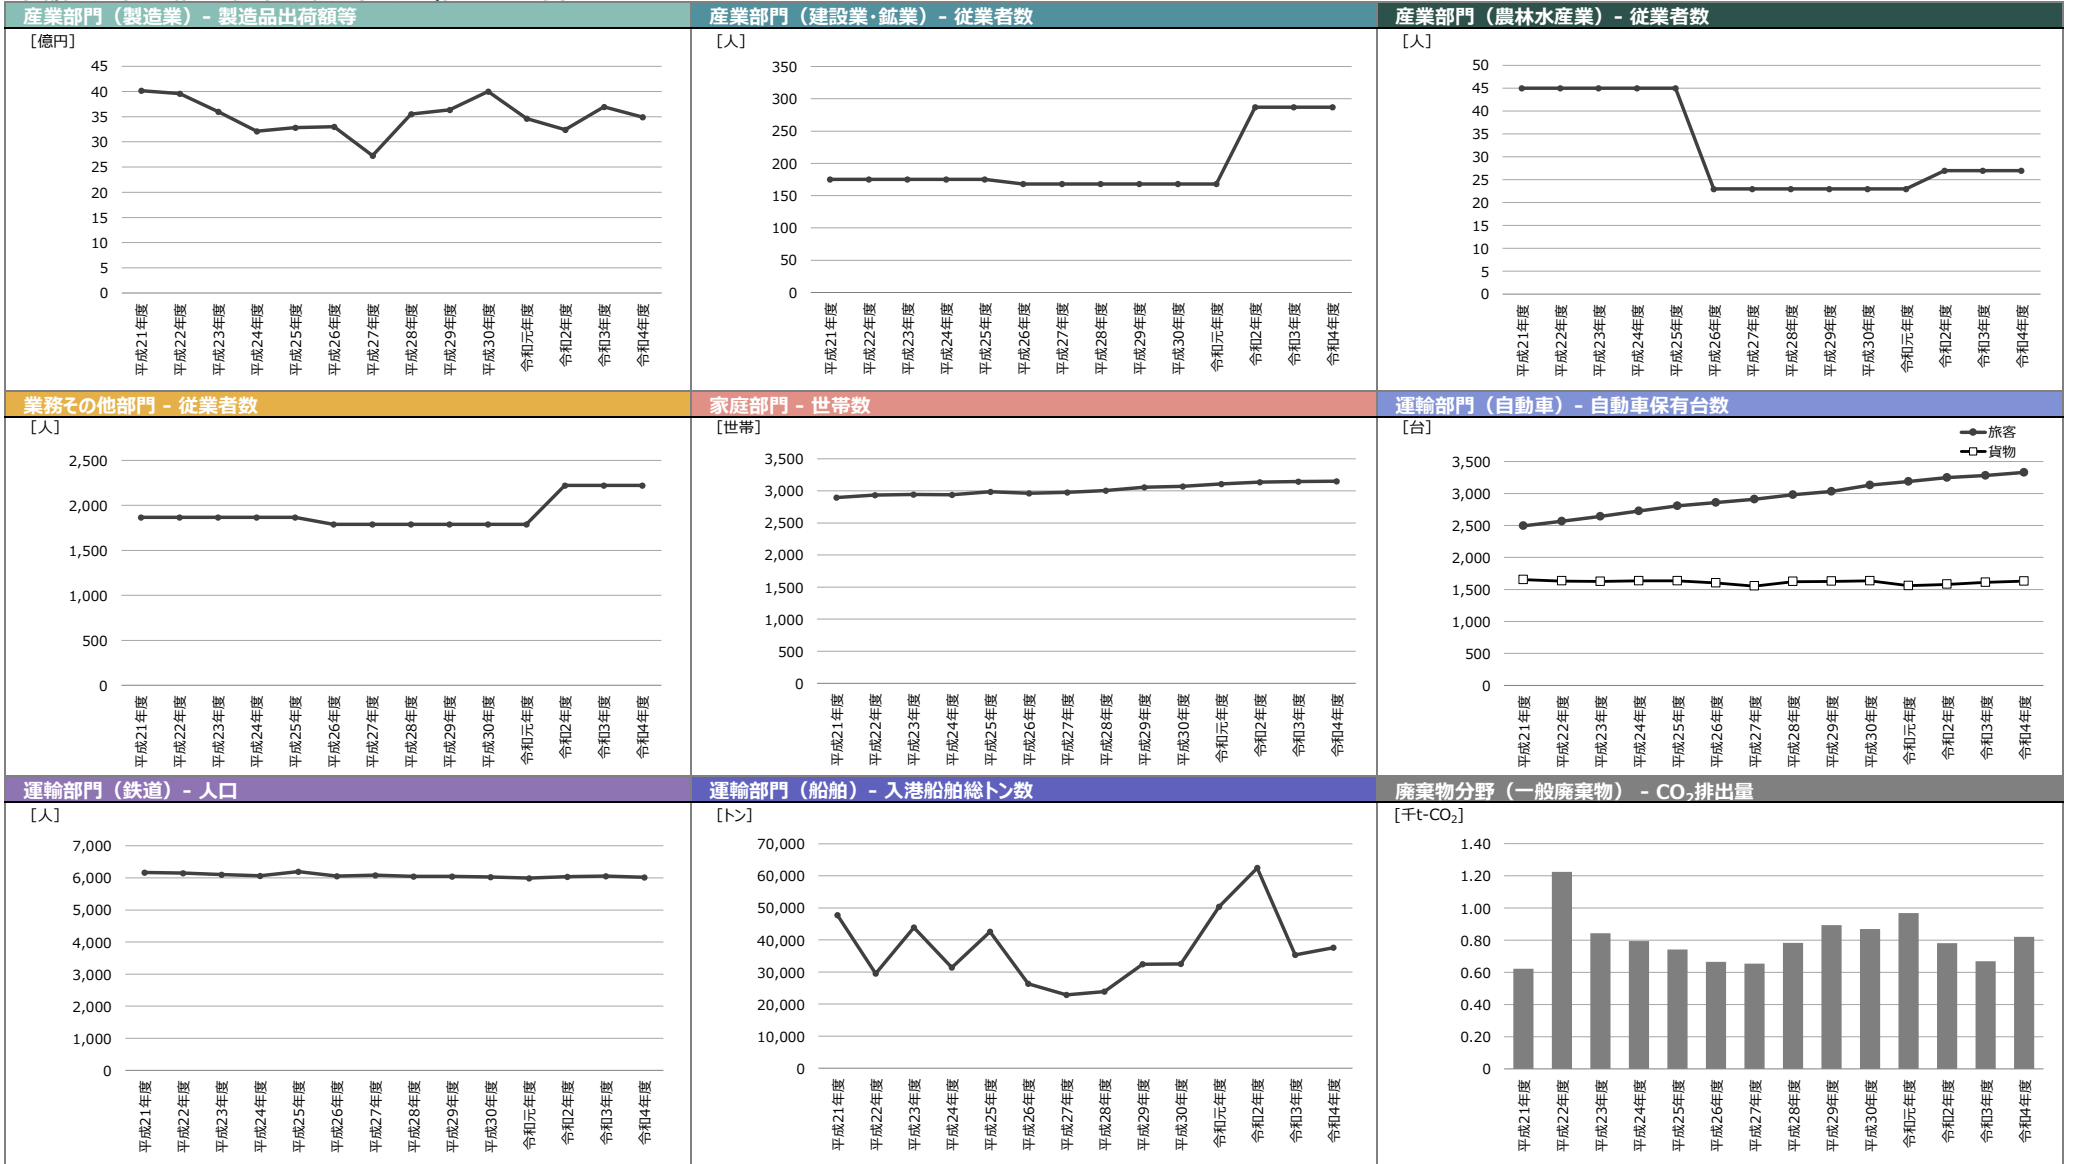 産業部門（製造業）- 製造品出荷額等
[億円]
45
40
35
30
25
20
15
10
5
0
平成21年度
平成22年度
平成23年度
平成24年度
平成25年度
平成26年度
平成27年度
平成28年度
平成29年度
平成30年度
令和元年度
令和2年度
令和3年度
令和4年度
産業部門（建設業・鉱業）- 従業者数
[人]
350
300
250
200
150
100
50
0
平成21年度
平成22年度
平成23年度
平成24年度
平成25年度
平成26年度
平成27年度
平成28年度
平成29年度
平成30年度
令和元年度
令和2年度
令和3年度
令和4年度
産業部門（農林水産業）- 従業者数
[人]
50
45
40
35
30
25
20
15
10
5
0
平成21年度
平成22年度
平成23年度
平成24年度
平成25年度
平成26年度
平成27年度
平成28年度
平成29年度
平成30年度
令和元年度
令和2年度
令和3年度
令和4年度
業務その他部門 - 従業者数
[人]
2,500
2,000
1,500
1,000
500
0
平成21年度
平成22年度
平成23年度
平成24年度
平成25年度
平成26年度
平成27年度
平成28年度
平成29年度
平成30年度
令和元年度
令和2年度
令和3年度
令和4年度
家庭部門 - 世帯数
[世帯]
3,500
3,000
2,500
2,000
1,500
1,000
500
0
平成21年度
平成22年度
平成23年度
平成24年度
平成25年度
平成26年度
平成27年度
平成28年度
平成29年度
平成30年度
令和元年度
令和2年度
令和3年度
令和4年度
運輸部門（自動車）- 自動車保有台数
[台]
旅客
貨物
3,500
3,000
2,500
2,000
1,500
1,000
500
0
平成21年度
平成22年度
平成23年度
平成24年度
平成25年度
平成26年度
平成27年度
平成28年度
平成29年度
平成30年度
令和元年度
令和2年度
令和3年度
令和4年度
運輸部門（鉄道）- 人口
[人]
7,000
6,000
5,000
4,000
3,000
2,000
1,000
0
平成21年度
平成22年度
平成23年度
平成24年度
平成25年度
平成26年度
平成27年度
平成28年度
平成29年度
平成30年度
令和元年度
令和2年度
令和3年度
令和4年度
運輸部門（船舶）- 入港船舶総トン数
[トン]
70,000
60,000
50,000
40,000
30,000
20,000
10,000
0
平成21年度
平成22年度
平成23年度
平成24年度
平成25年度
平成26年度
平成27年度
平成28年度
平成29年度
平成30年度
令和元年度
令和2年度
令和3年度
令和4年度
廃棄物分野（一般廃棄物） - CO₂排出量
[千t-CO₂]
1.40
1.20
1.00
0.80
0.60
0.40
0.20
0
平成21年度
平成22年度
平成23年度
平成24年度
平成25年度
平成26年度
平成27年度
平成28年度
平成29年度
平成30年度
令和元年度
令和2年度
令和3年度
令和4年度